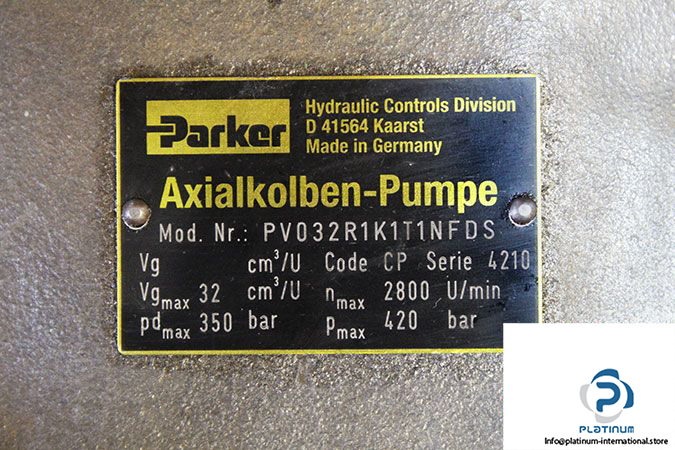 Parker
Hydraulic Controls Division
D 41564 Kaarst
Made in Germany
Axialkolben-Pumpe
Mod. Nr.: PV032R1K1T1NFDS
Vg cm³/U Code CP Serie 4210
Vgmax 32 cm³/U nmax 2800 U/min
pdmax 350 bar pmax 420 bar
PLATINUM
Info@platinum-international.store